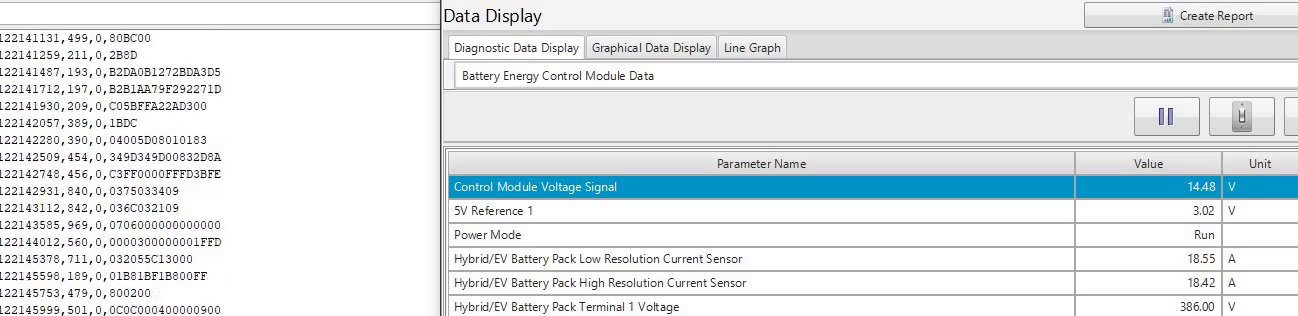 122141131,499,0,80BC00
122141259,211,0,2B8D
122141487,193,0,B2DA0B1272BDA3D5
122141712,197,0,B2B1AA79F292271D
122141930,209,0,C05BFFA22AD300
122142057,389,0,1BDC
122142280,390,0,04005D08010183
122142509,454,0,349D349D00832D8A
122142748,456,0,C3FF0000FFFD3BFE
122142931,840,0,0375033409
122143112,842,0,036C032109
122143585,969,0,0706000000000000
122144012,560,0,0000300000001FFD
122145378,711,0,032055C13000
122145598,189,0,01B81BF1B800FF
122145753,479,0,800200
122145999,501,0,0C0C000400000900
Data Display
Create Report
Diagnostic Data Display Graphical Data Display Line Graph
Battery Energy Control Module Data
Parameter Name Value Unit
Control Module Voltage Signal 14.48 V
5V Reference 1 3.02 V
Power Mode Run
Hybrid/EV Battery Pack Low Resolution Current Sensor 18.55 A
Hybrid/EV Battery Pack High Resolution Current Sensor 18.42 A
Hybrid/EV Battery Pack Terminal 1 Voltage 386.00 V